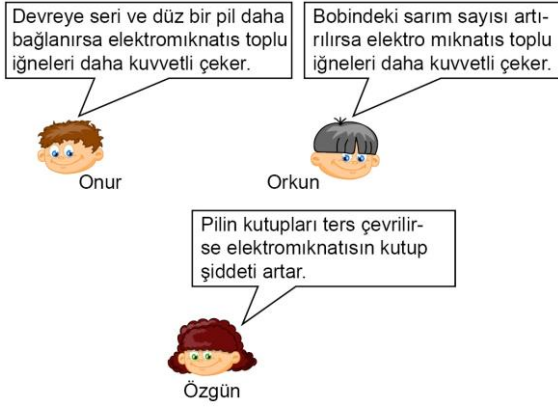 Devreye seri ve düz bir pil daha
bağlanırsa elektromıknatıs toplu
iğneleri daha kuvvetli çeker.
Onur
Bobindeki sarım sayısı artı-
rılırsa elektro mıknatıs toplu
iğneleri daha kuvvetli çeker.
Orkun
Pilin kutupları ters çevrilir-
se elektromıknatısın kutup
şiddeti artar.
Özgün